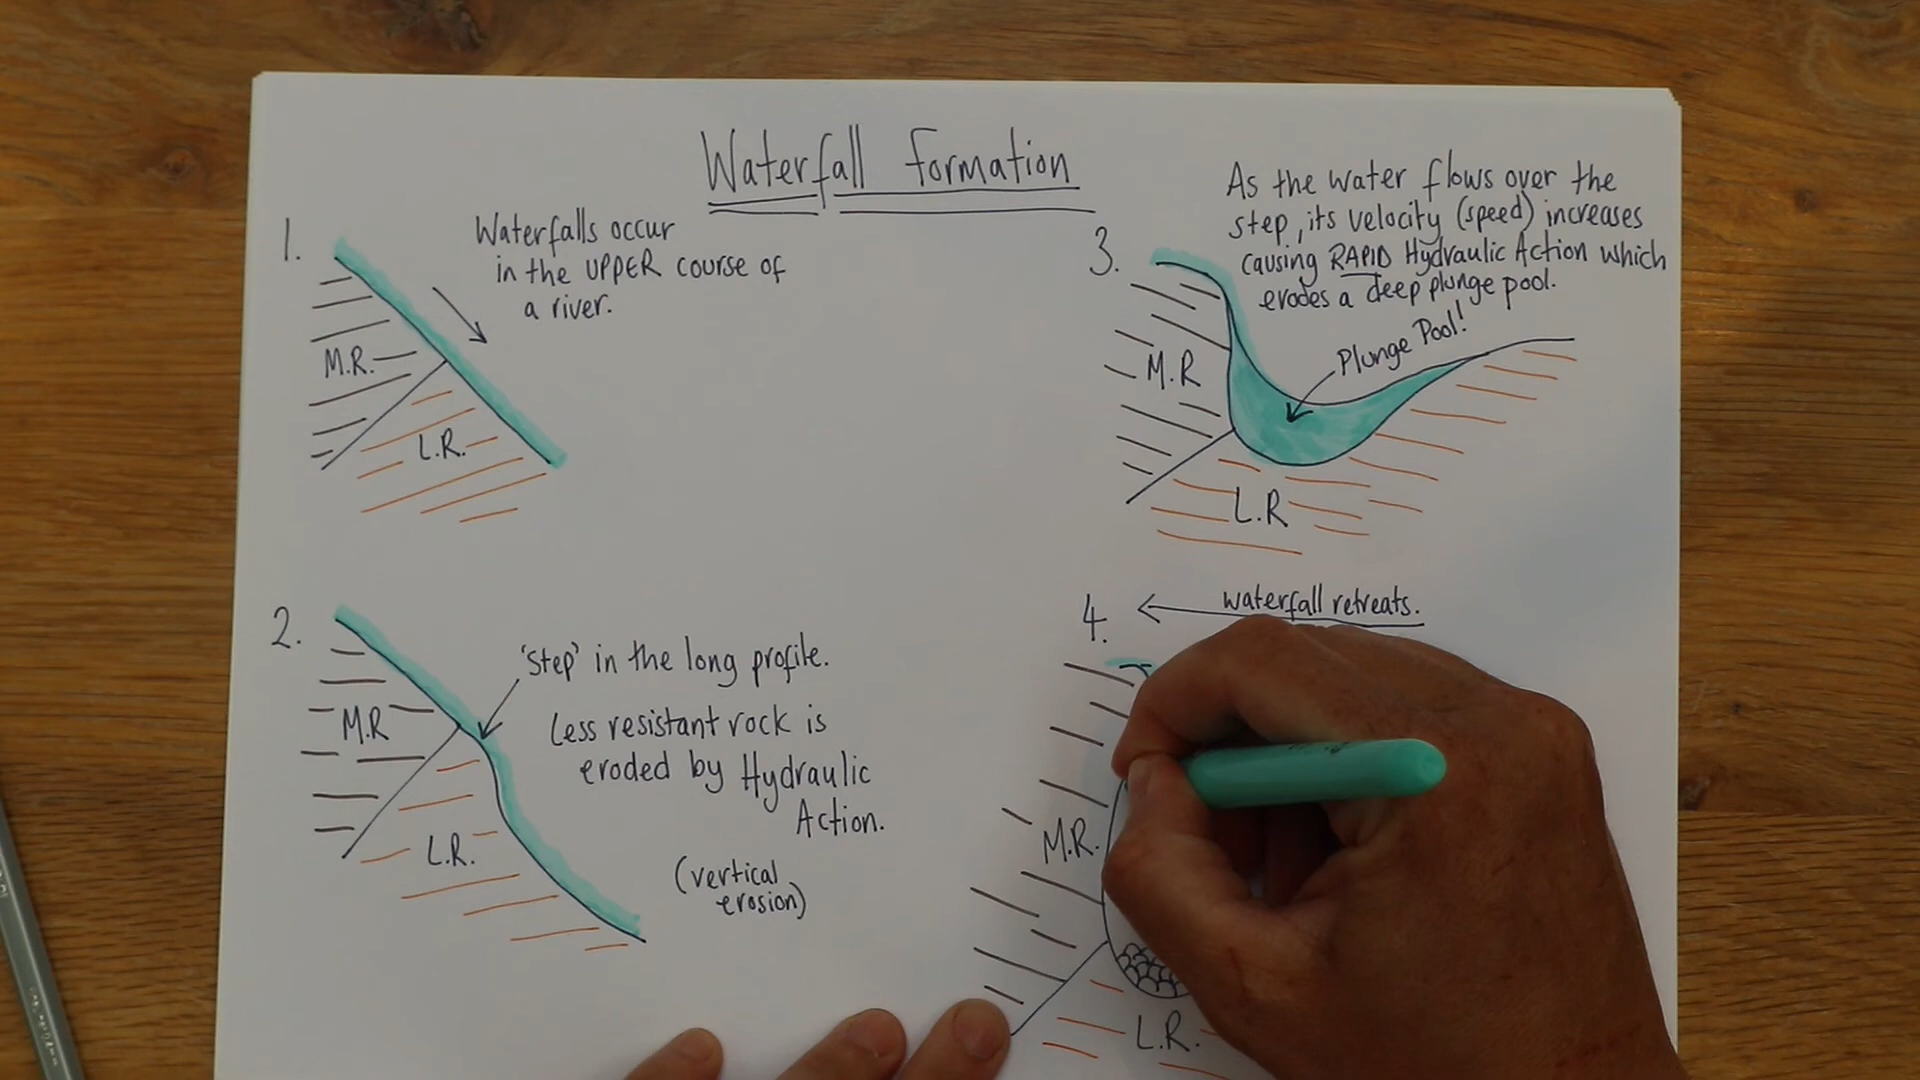 Waterfall formation
1.
Waterfalls occur
in the UPPER course of
a river.
M.R.
L.R.
2.
'Step' in the long profile.
Less resistant rock is
eroded by Hydraulic
Action.
(vertical
erosion)
M.R
L.R.
3.
As the water flows over the
step, its velocity (speed) increases
causing RAPID Hydraulic Action which
erodes a deep plunge pool.
Plunge Pool!
M.R
L.R
4.
waterfall retreats.
M.R.
L.R.